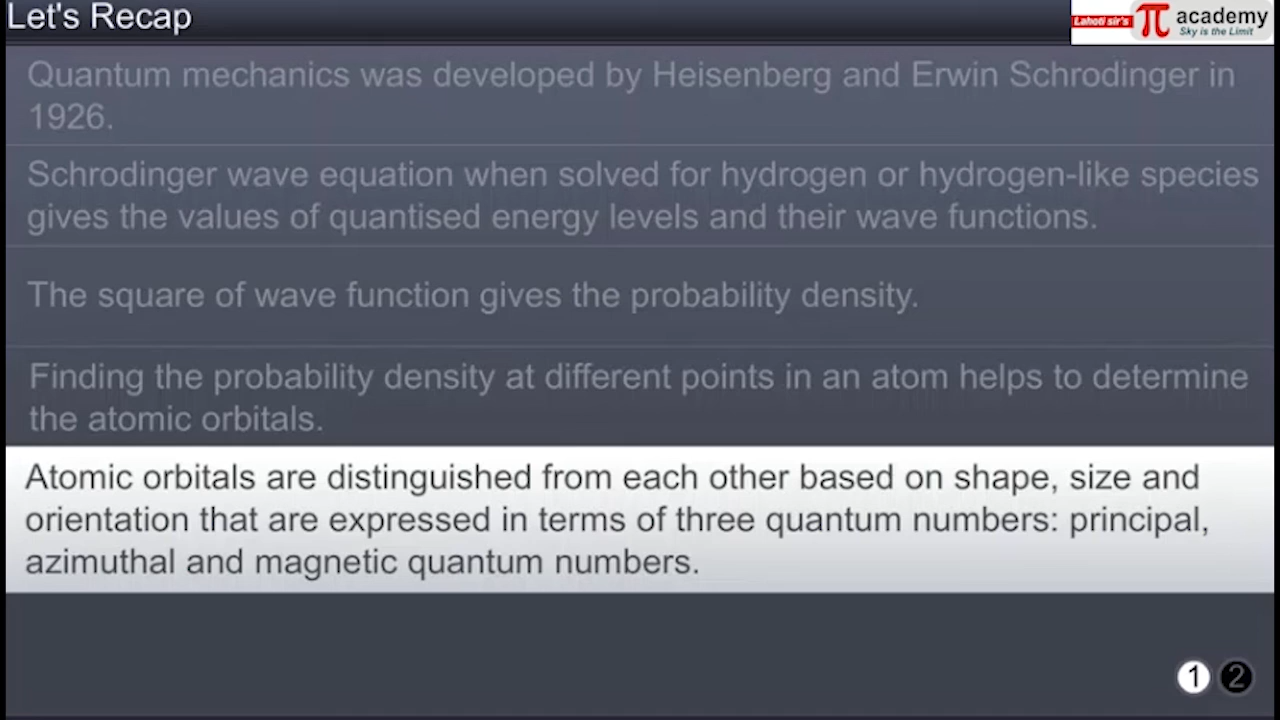 Let's Recap
Lahoti sir's
π academy
Sky is the Limit
Quantum mechanics was developed by Heisenberg and Erwin Schrodinger in
1926.
Schrodinger wave equation when solved for hydrogen or hydrogen-like species
gives the values of quantised energy levels and their wave functions.
The square of wave function gives the probability density.
Finding the probability density at different points in an atom helps to determine
the atomic orbitals.
Atomic orbitals are distinguished from each other based on shape, size and
orientation that are expressed in terms of three quantum numbers: principal,
azimuthal and magnetic quantum numbers.
1 2